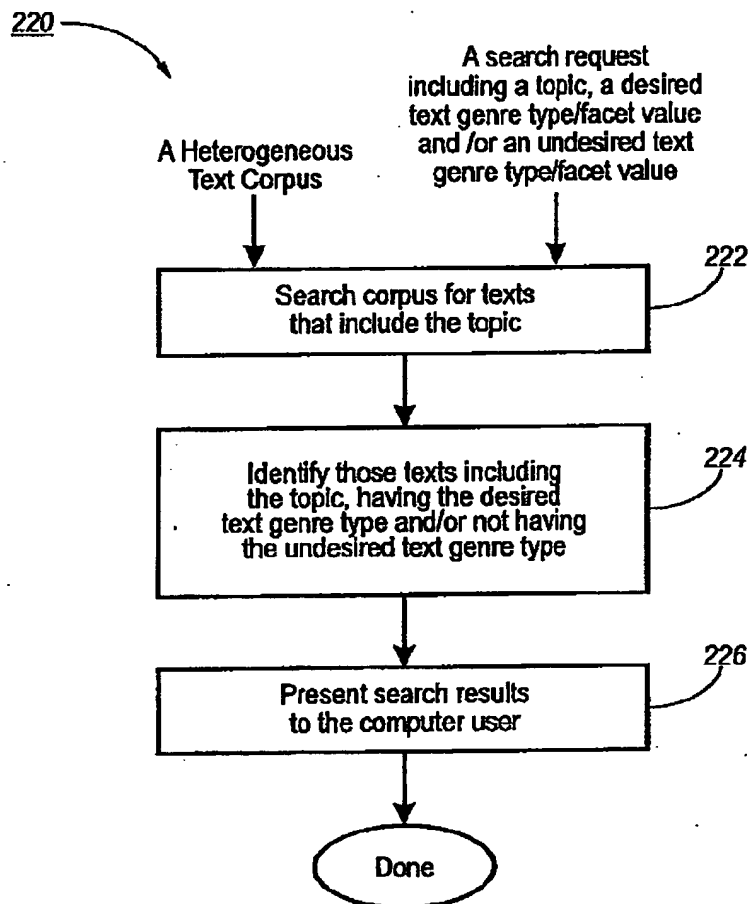 220
A search request
including a topic, a desired
text genre type/facet value
and /or an undesired text
genre type/facet value
A Heterogeneous
Text Corpus
222
Search corpus for texts
that include the topic
224
Identify those texts including
the topic, having the desired
text genre type and/or not having
the undesired text genre type
226
Present search results
to the computer user
Done